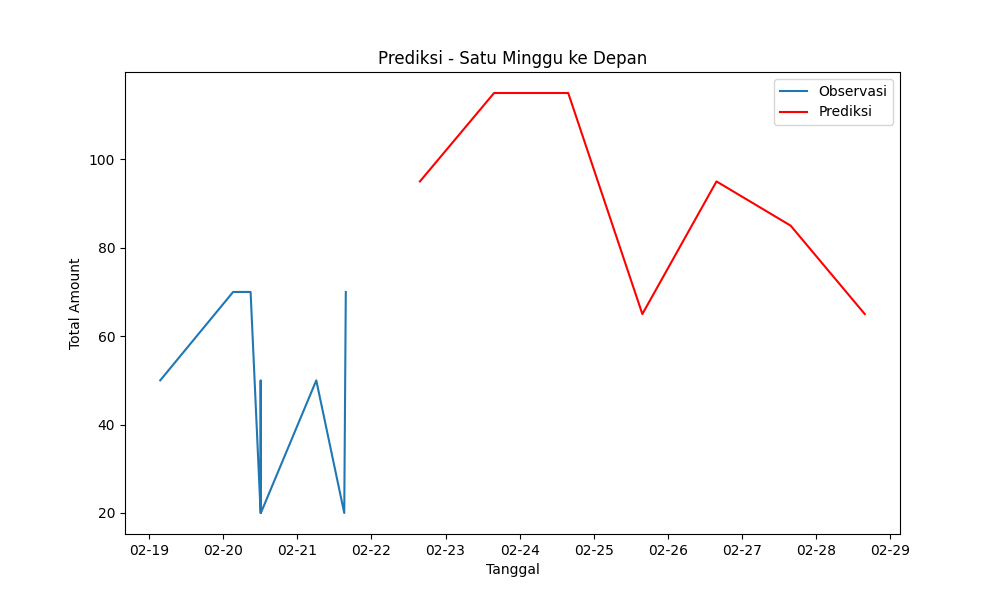 Prediksi - Satu Minggu ke Depan
Observasi
Prediksi
Total Amount
100
80
60
40
20
02-19 02-20 02-21 02-22 02-23 02-24 02-25 02-26 02-27 02-28 02-29
Tanggal